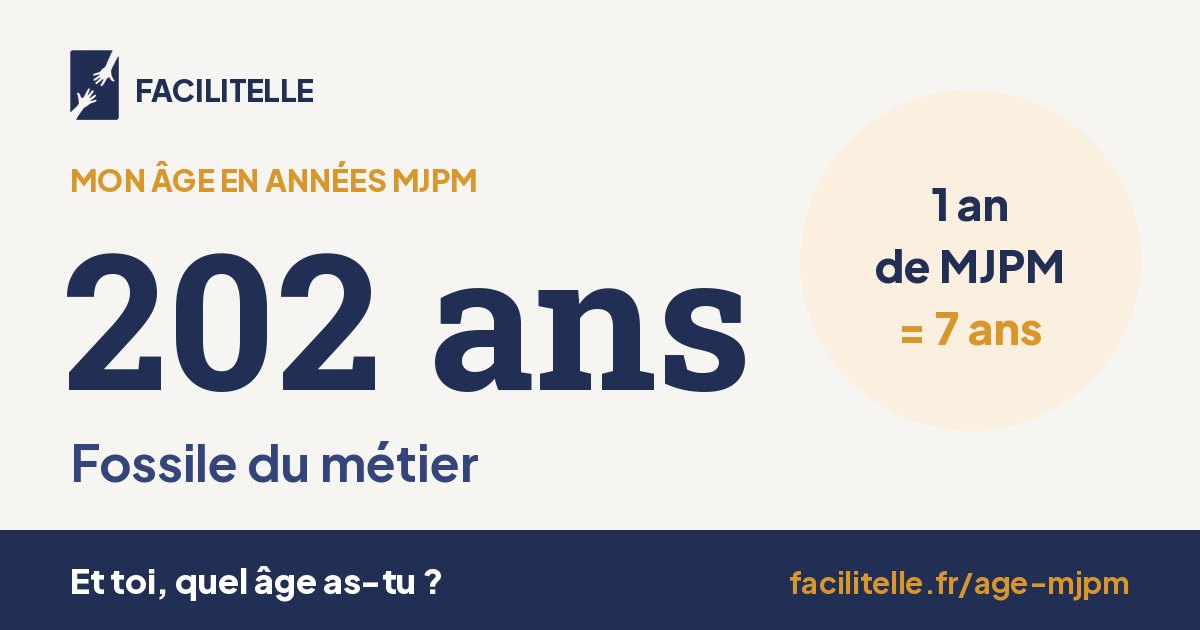 FACILITELLE
MON ÂGE EN ANNÉES MJPM
202 ans
Fossile du métier
1 an
de MJPM
= 7 ans
Et toi, quel âge as-tu ?
facilitelle.fr/age-mjpm